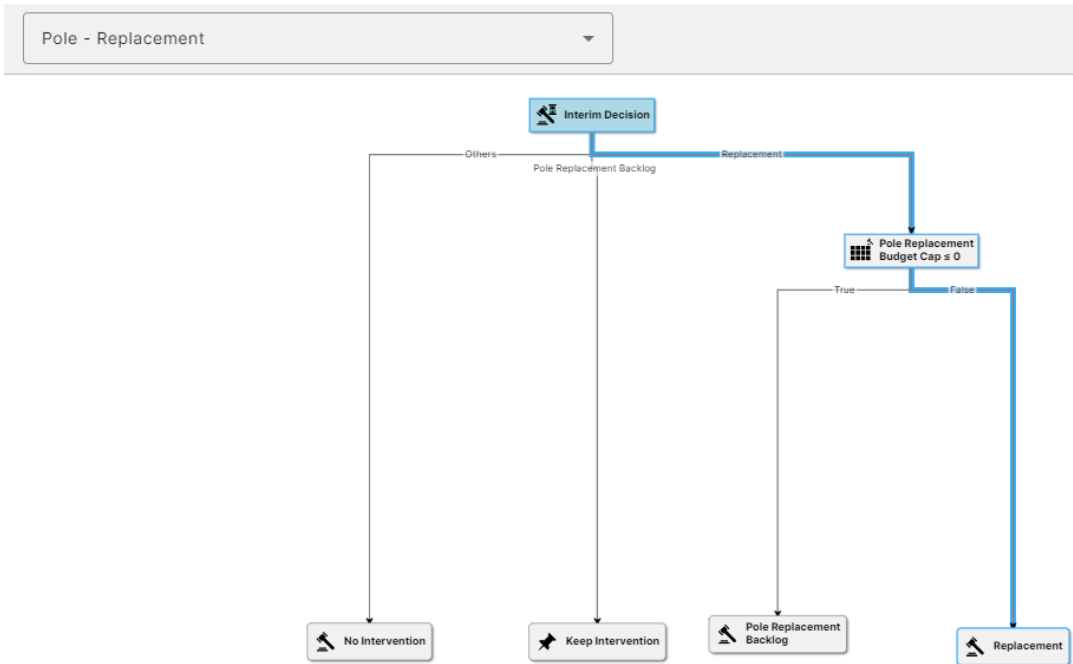 Pole - Replacement
Interim Decision
Others
Replacement
Pole Replacement Backlog
Pole Replacement
Budget Cap ≤ 0
True
False
No Intervention
Keep Intervention
Pole Replacement
Backlog
Replacement